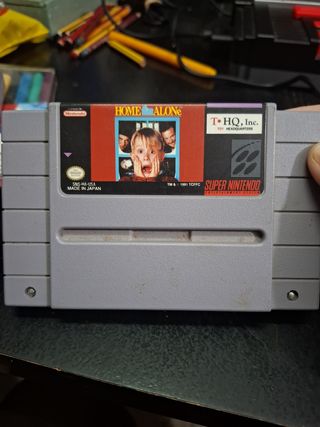 Nintendo
HOME ALONE
T•HQ, Inc.
TOY HEADQUARTERS
SNS-HA-USA
MADE IN JAPAN
TM & © 1991 TCFFC
SUPER NINTENDO